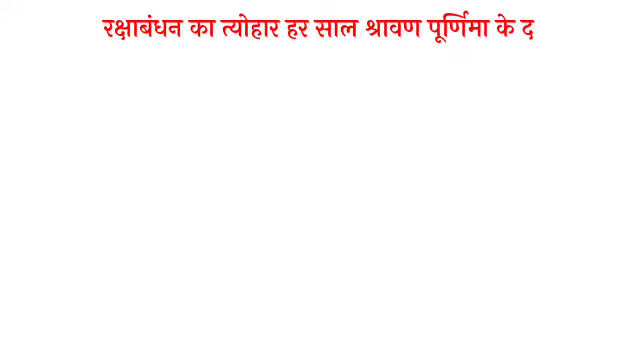 रक्षाबंधन का त्योहार हर साल श्रावण पूर्णिमा के द